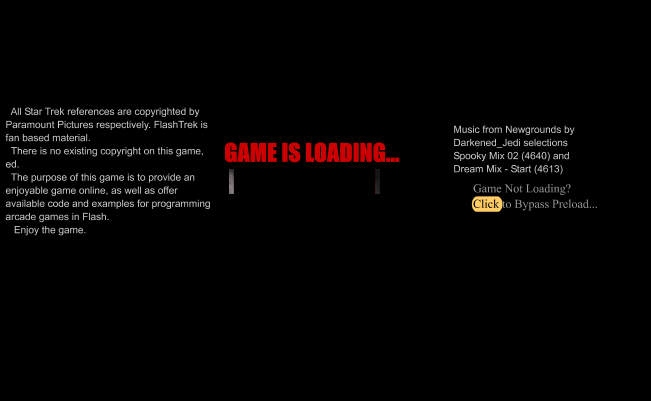 All Star Trek references are copyrighted by
Paramount Pictures respectively. FlashTrek is
fan based material.
There is no existing copyright on this game,
ed.
The purpose of this game is to provide an
enjoyable game online, as well as offer
available code and examples for programming
arcade games in Flash.
Enjoy the game.
GAME IS LOADING...
Music from Newgrounds by
Darkened_Jedi selections
Spooky Mix 02 (4640) and
Dream Mix - Start (4613)
Game Not Loading?
Click to Bypass Preload...